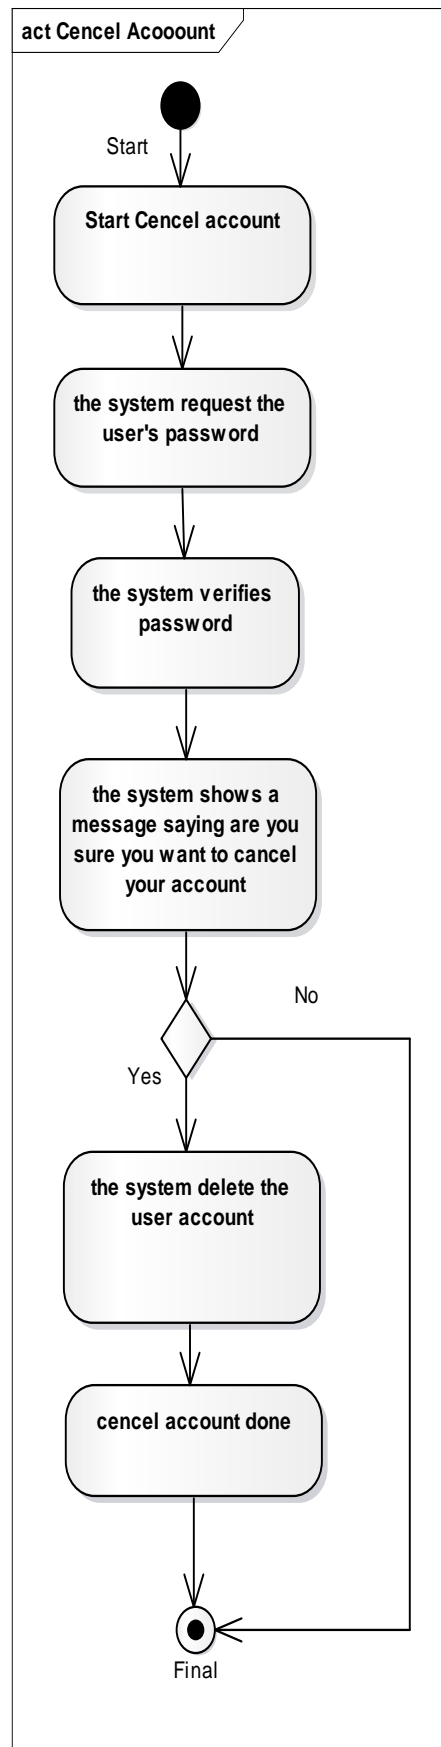 act Cencel Acooount
Start
Start Cencel account
the system request the
user's password
the system verifies
password
the system shows a
message saying are you
sure you want to cancel
your account
No
Yes
the system delete the
user account
cencel account done
Final